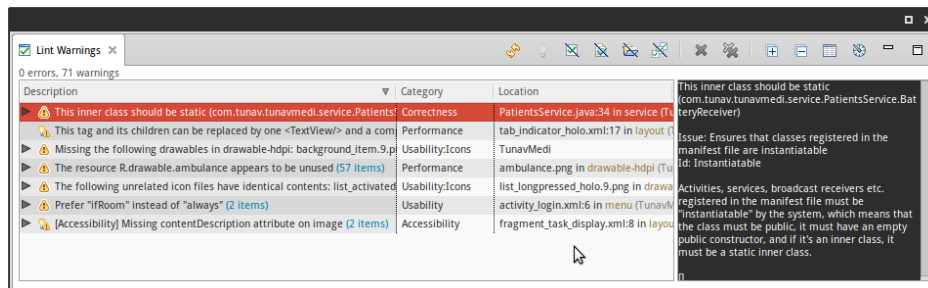 Lint Warnings
0 errors, 71 warnings
Description Category Location
This inner class should be static (com.tunav.tunavmedi.service.Patients Correctness PatientsService.java:34 in service (Tu
This tag and its children can be replaced by one <TextView/> and a com Performance tab_indicator_holo.xml:17 in layout (
Missing the following drawables in drawable-hdpi: background_item.9.p Usability:Icons TunavMedi
The resource R.drawable.ambulance appears to be unused (57 items) Performance ambulance.png in drawable-hdpi (Tu
The following unrelated icon files have identical contents: list_activated Usability:Icons list_longpressed_holo.9.png in drawa
Prefer "ifRoom" instead of "always" (2 items) Usability activity_login.xml:6 in menu (TunavM
[Accessibility] Missing contentDescription attribute on image (2 items) Accessibility fragment_task_display.xml:8 in layou
This inner class should be static
(com.tunav.tunavmedi.service.PatientsService.Bat
teryReceiver)
Issue: Ensures that classes registered in the
manifest file are instantiatable
Id: Instantiatable
Activities, services, broadcast receivers etc.
registered in the manifest file must be
"instantiatable" by the system, which means that
the class must be public, it must have an empty
public constructor, and if it's an inner class, it
must be a static inner class.